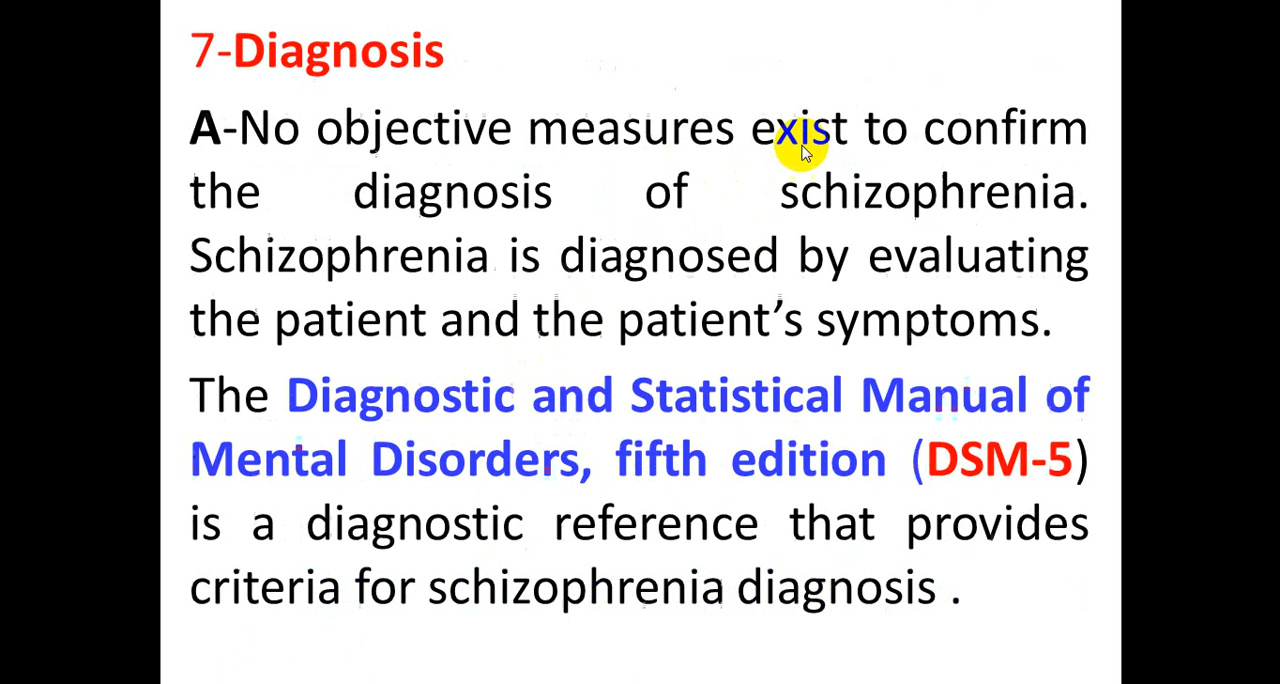 7-Diagnosis
A-No objective measures exist to confirm
the diagnosis of schizophrenia.
Schizophrenia is diagnosed by evaluating
the patient and the patient’s symptoms.
The Diagnostic and Statistical Manual of
Mental Disorders, fifth edition (DSM-5)
is a diagnostic reference that provides
criteria for schizophrenia diagnosis .